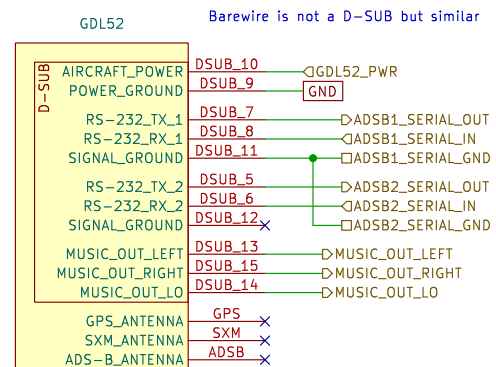 Barewire is not a D-SUB but similar
GDL52
D-SUB
AIRCRAFT_POWER DSUB_10 GDL52_PWR
POWER_GROUND DSUB_9 GND
RS-232_TX_1 DSUB_7 ADSB1_SERIAL_OUT
RS-232_RX_1 DSUB_8 ADSB1_SERIAL_IN
SIGNAL_GROUND DSUB_11 ADSB1_SERIAL_GND
RS-232_TX_2 DSUB_5 ADSB2_SERIAL_OUT
RS-232_RX_2 DSUB_6 ADSB2_SERIAL_IN
SIGNAL_GROUND DSUB_12 ADSB2_SERIAL_GND
MUSIC_OUT_LEFT DSUB_13 MUSIC_OUT_LEFT
MUSIC_OUT_RIGHT DSUB_15 MUSIC_OUT_RIGHT
MUSIC_OUT_LO DSUB_14 MUSIC_OUT_LO
GPS_ANTENNA GPS
SXM_ANTENNA SXM
ADS-B_ANTENNA ADSB